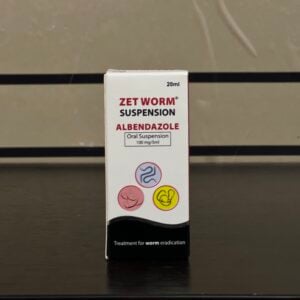 20ml
ZET WORM®
SUSPENSION
ALBENDAZOLE
Oral Suspension
100 mg/5ml
Treatment for worm eradication